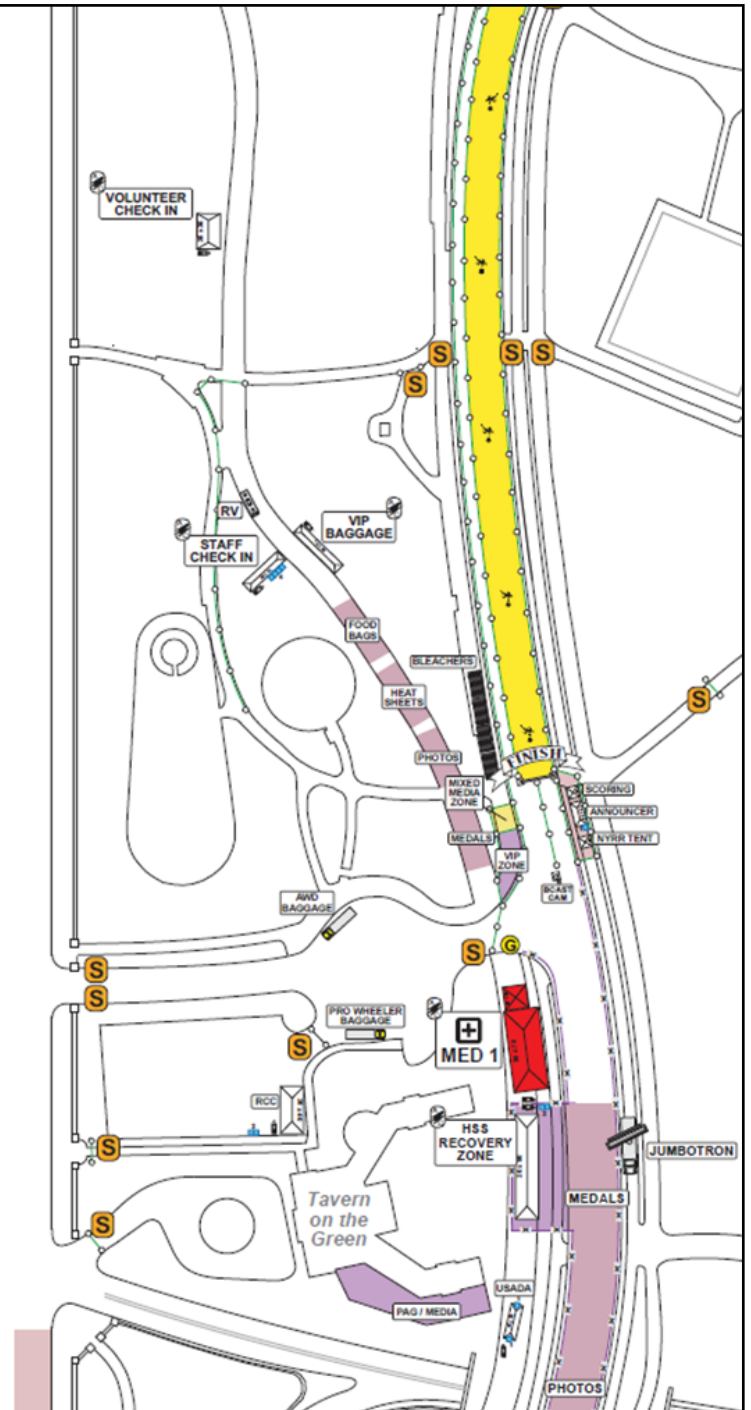 VOLUNTEER
CHECK IN
S
S
S
S
RV
VIP
BAGGAGE
STAFF
CHECK IN
FOOD
BAGS
BLEACHERS
HEAT
SHEETS
S
PHOTOS
FINISH
MIXED
MEDIA
ZONE
SCORING
ANNOUNCER
MEDALS
NYRR TENT
VIP
ZONE
BCAST
CAM
AWD
BAGGAGE
S
G
S
S
PRO WHEELER
BAGGAGE
S
MED 1
RCC
HSS
RECOVERY
ZONE
S
JUMBOTRON
MEDALS
Tavern
on the
Green
S
USADA
PAG / MEDIA
PHOTOS